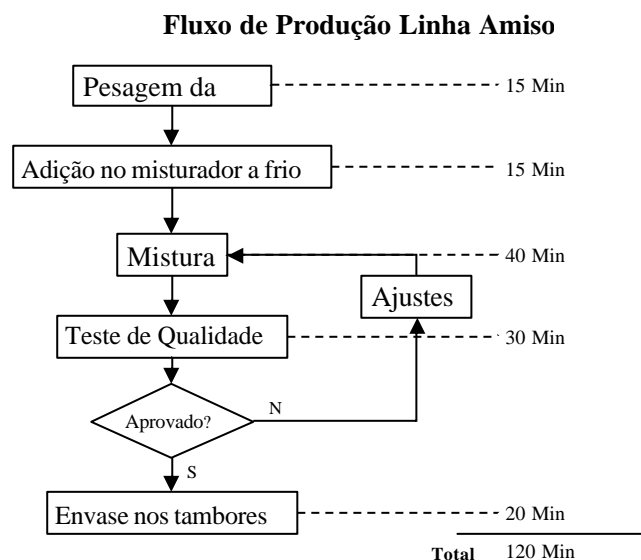 Fluxo de Produção Linha Amiso
Pesagem da
15 Min
Adição no misturador a frio
15 Min
Mistura
40 Min
Ajustes
Teste de Qualidade
30 Min
Aprovado?
N
S
Envase nos tambores
20 Min
Total 120 Min